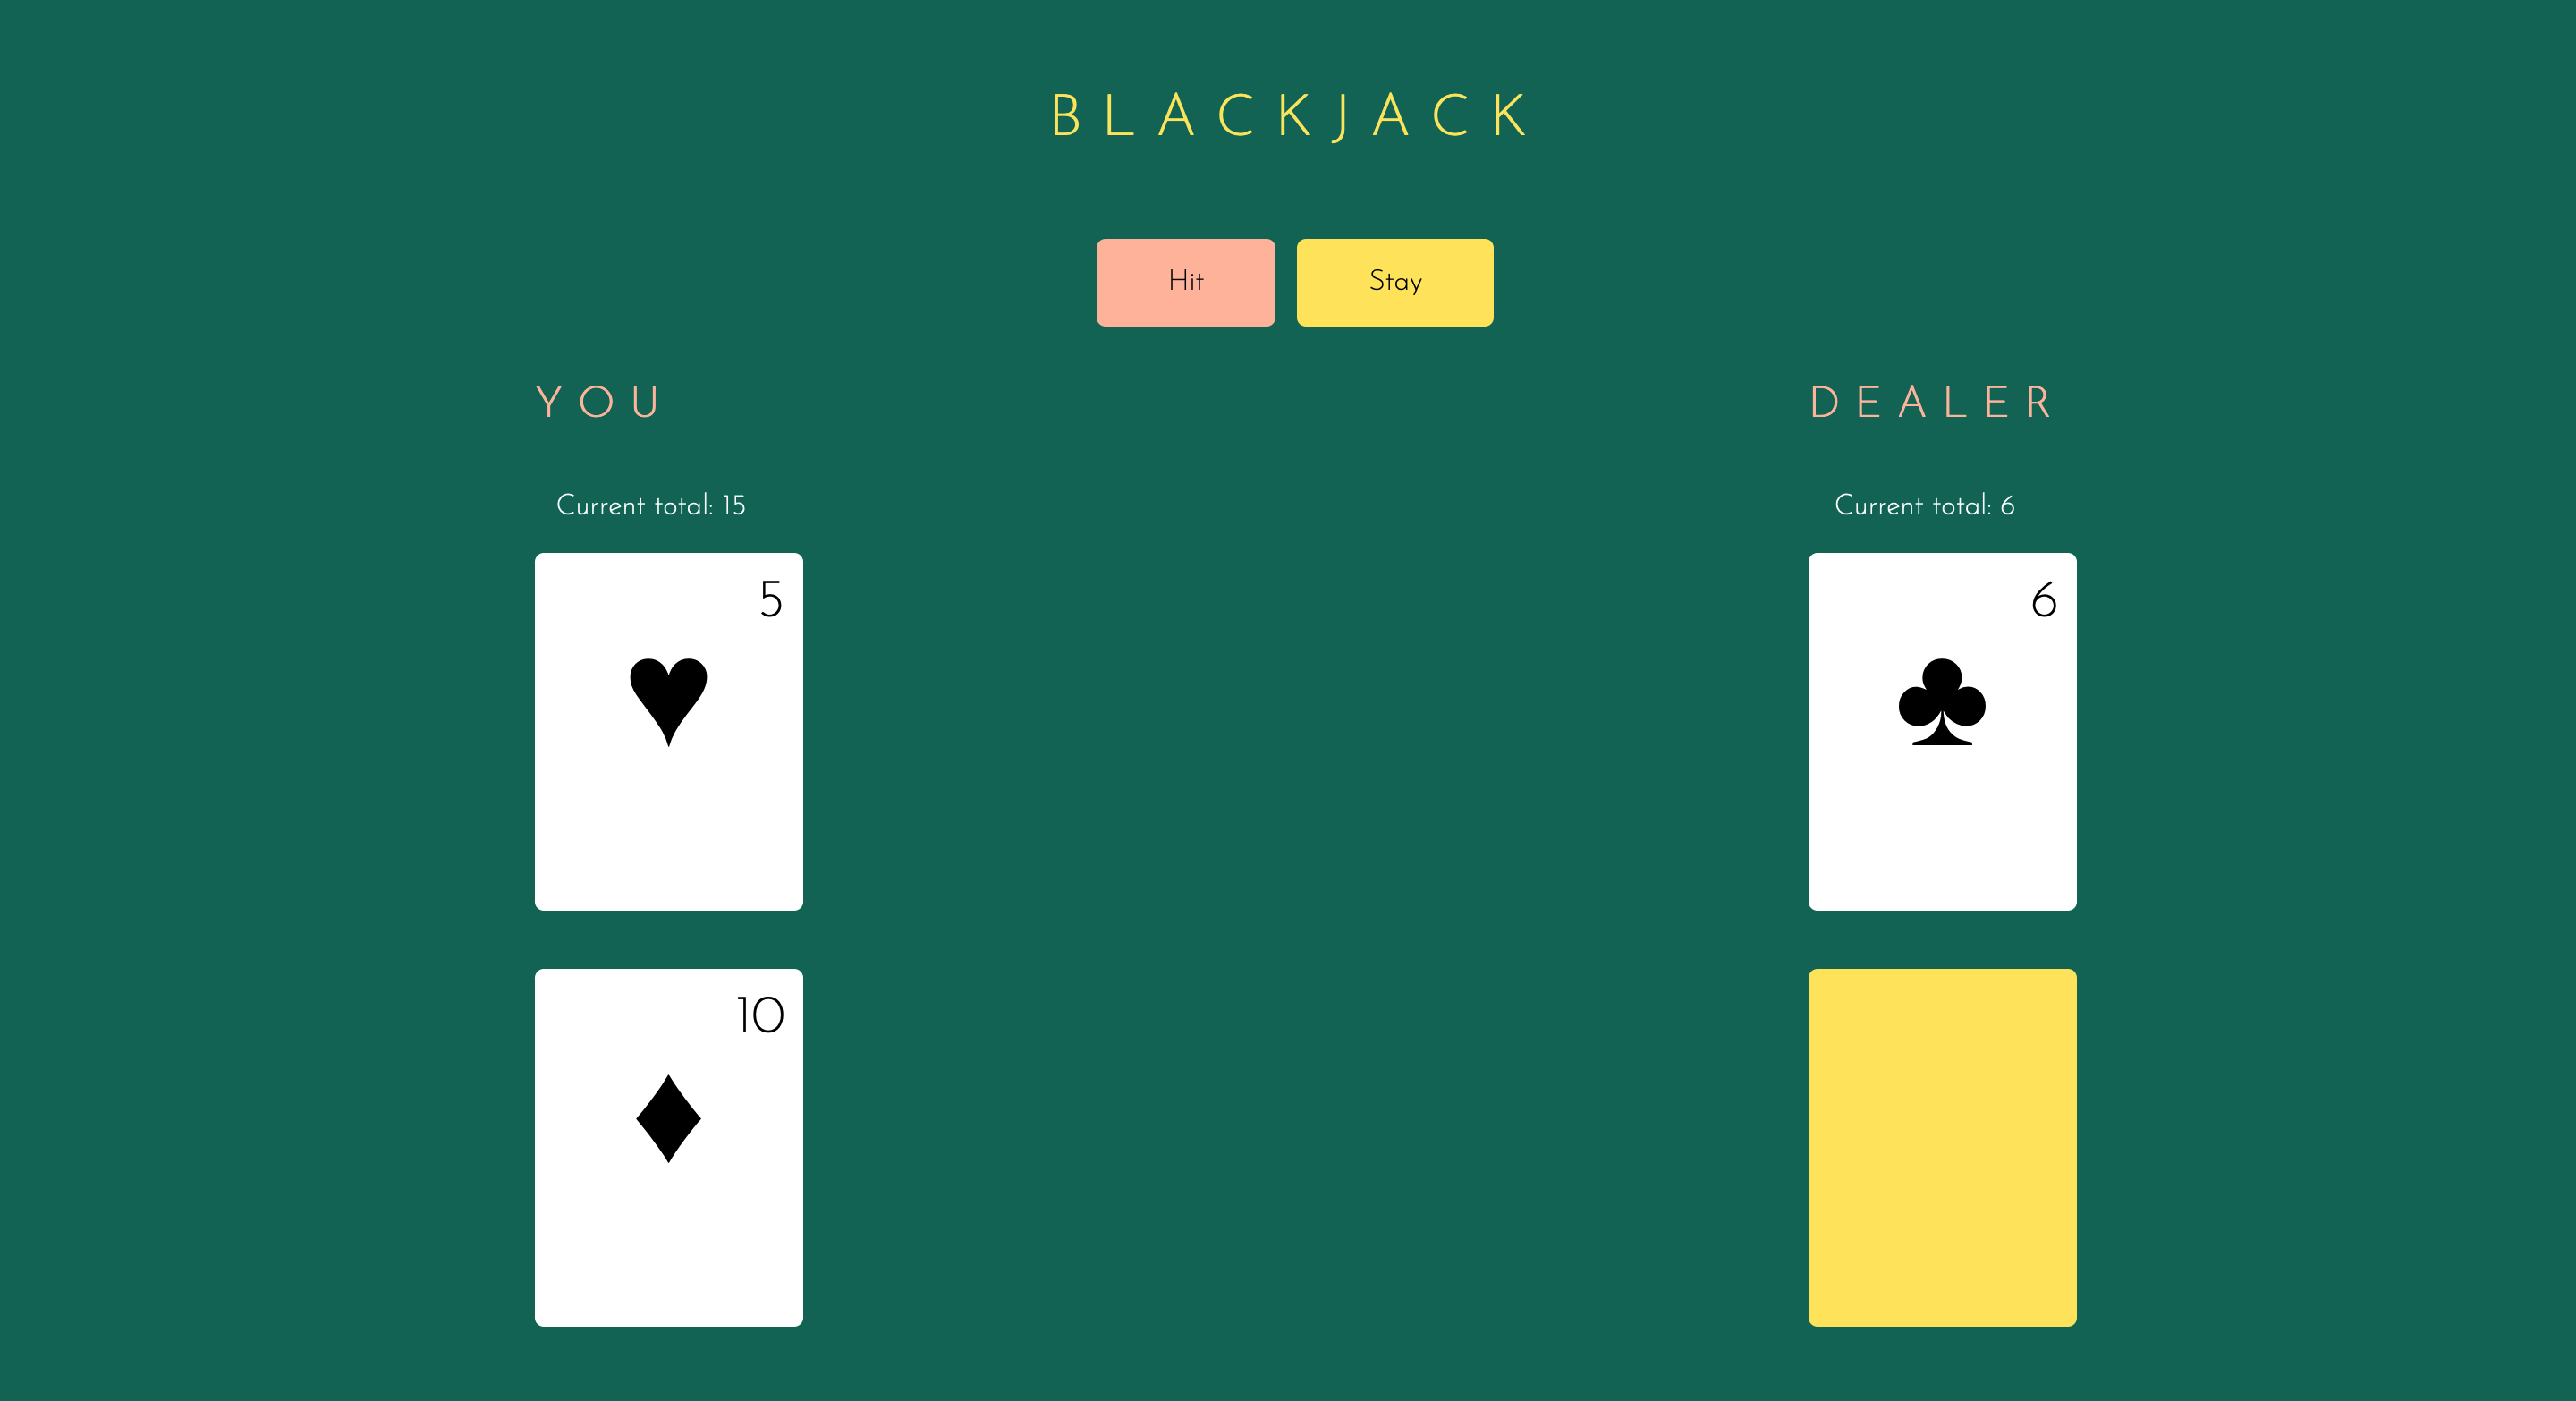 BLACKJACK
Hit
Stay
YOU
DEALER
Current total: 15
Current total: 6
5
♥
6
♣
10
♦